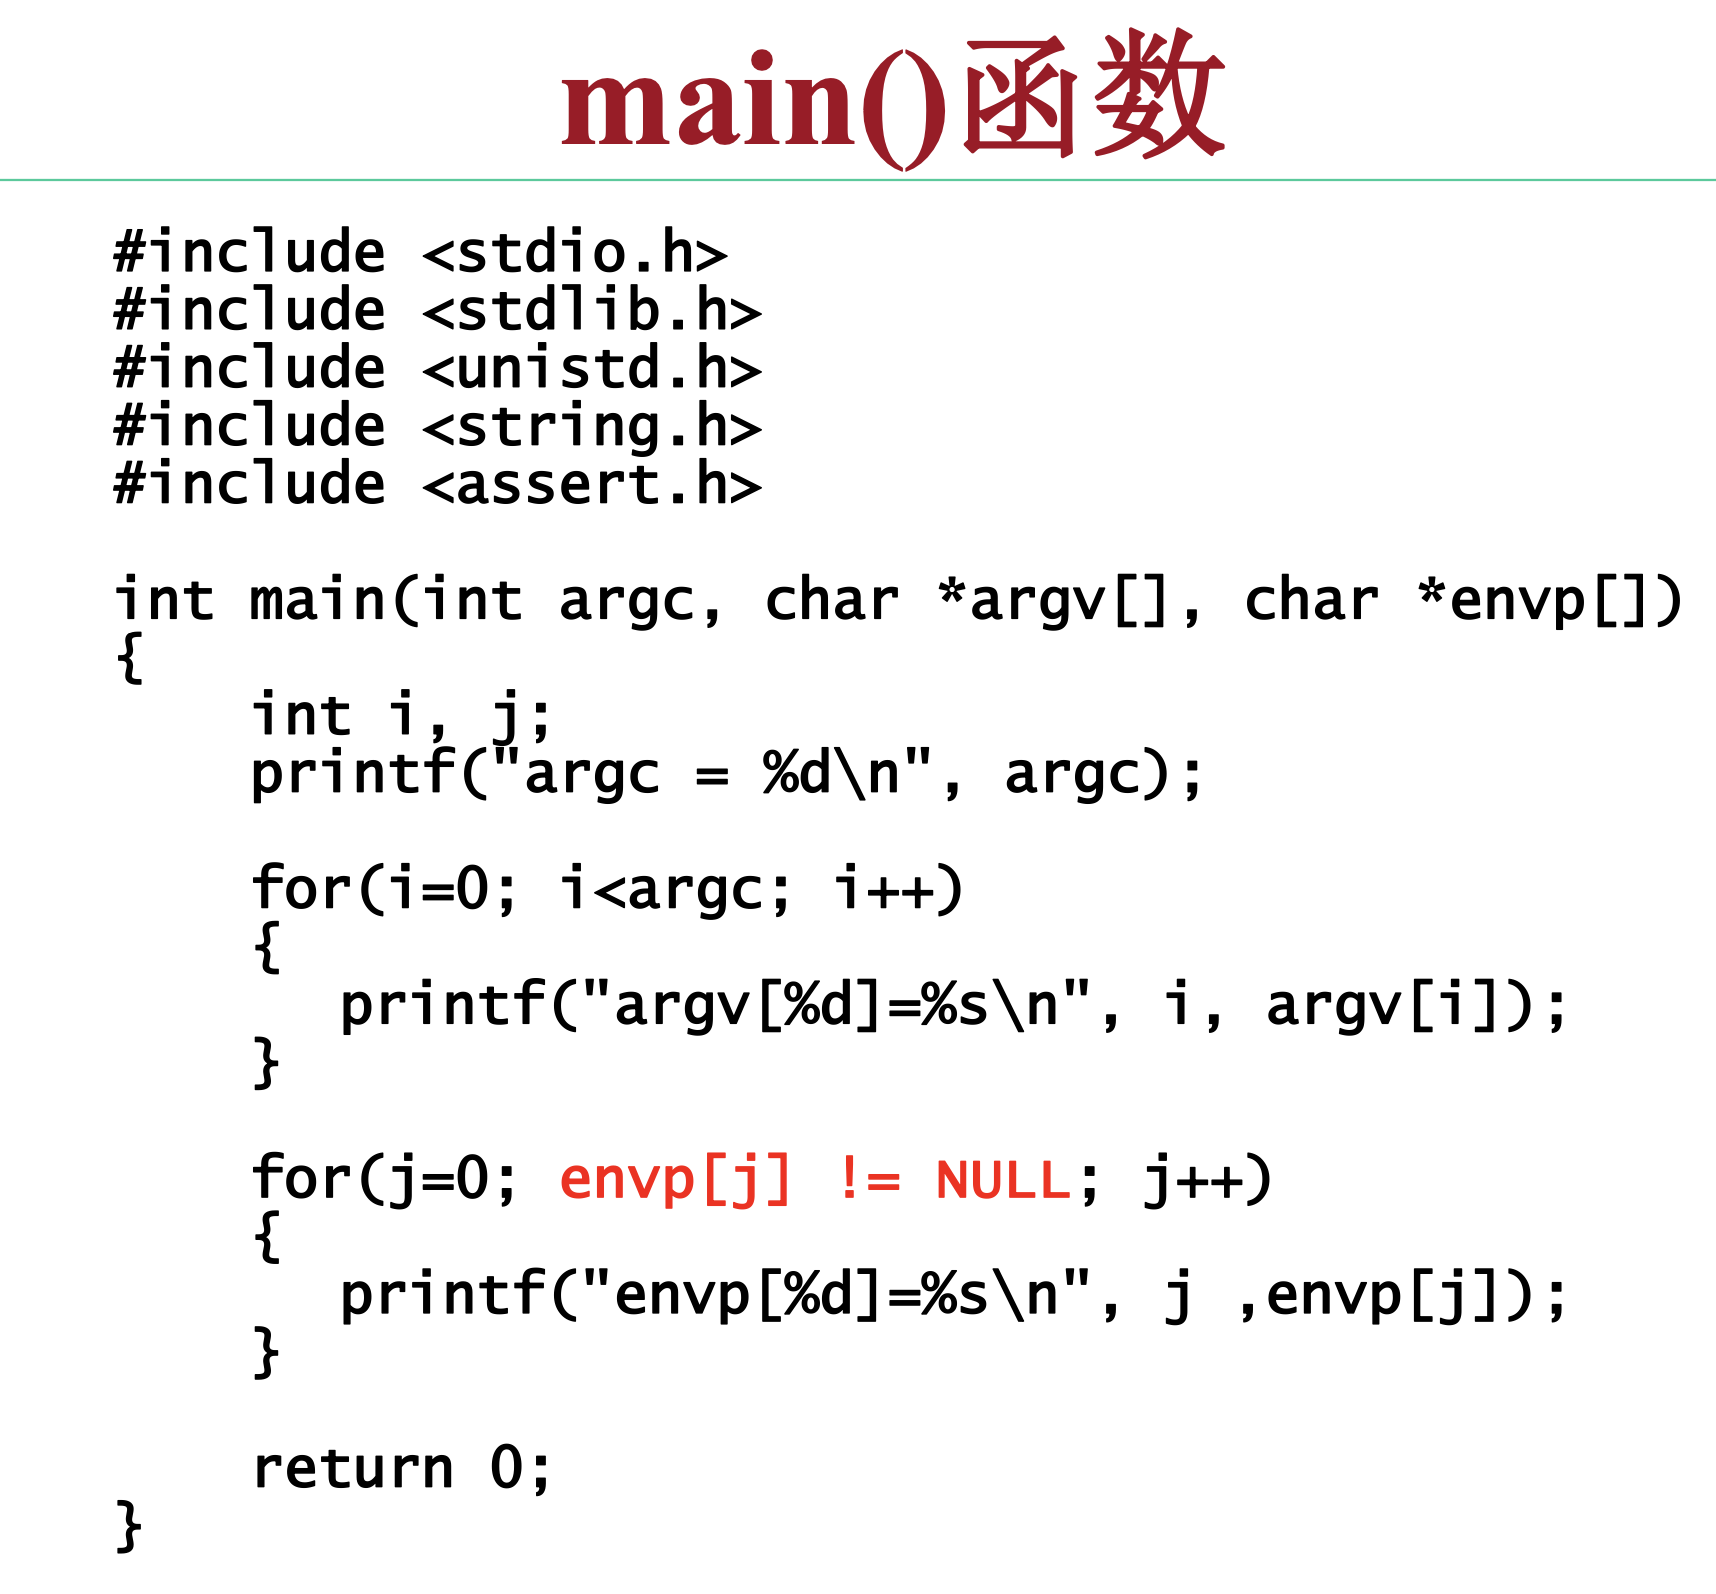 main()函数
#include <stdio.h>
#include <stdlib.h>
#include <unistd.h>
#include <string.h>
#include <assert.h>
int main(int argc, char *argv[], char *envp[])
{
int i, j;
printf("argc = %d\n", argc);
for(i=0; i<argc; i++)
{
printf("argv[%d]=%s\n", i, argv[i]);
}
for(j=0; envp[j] != NULL; j++)
{
printf("envp[%d]=%s\n", j ,envp[j]);
}
return 0;
}